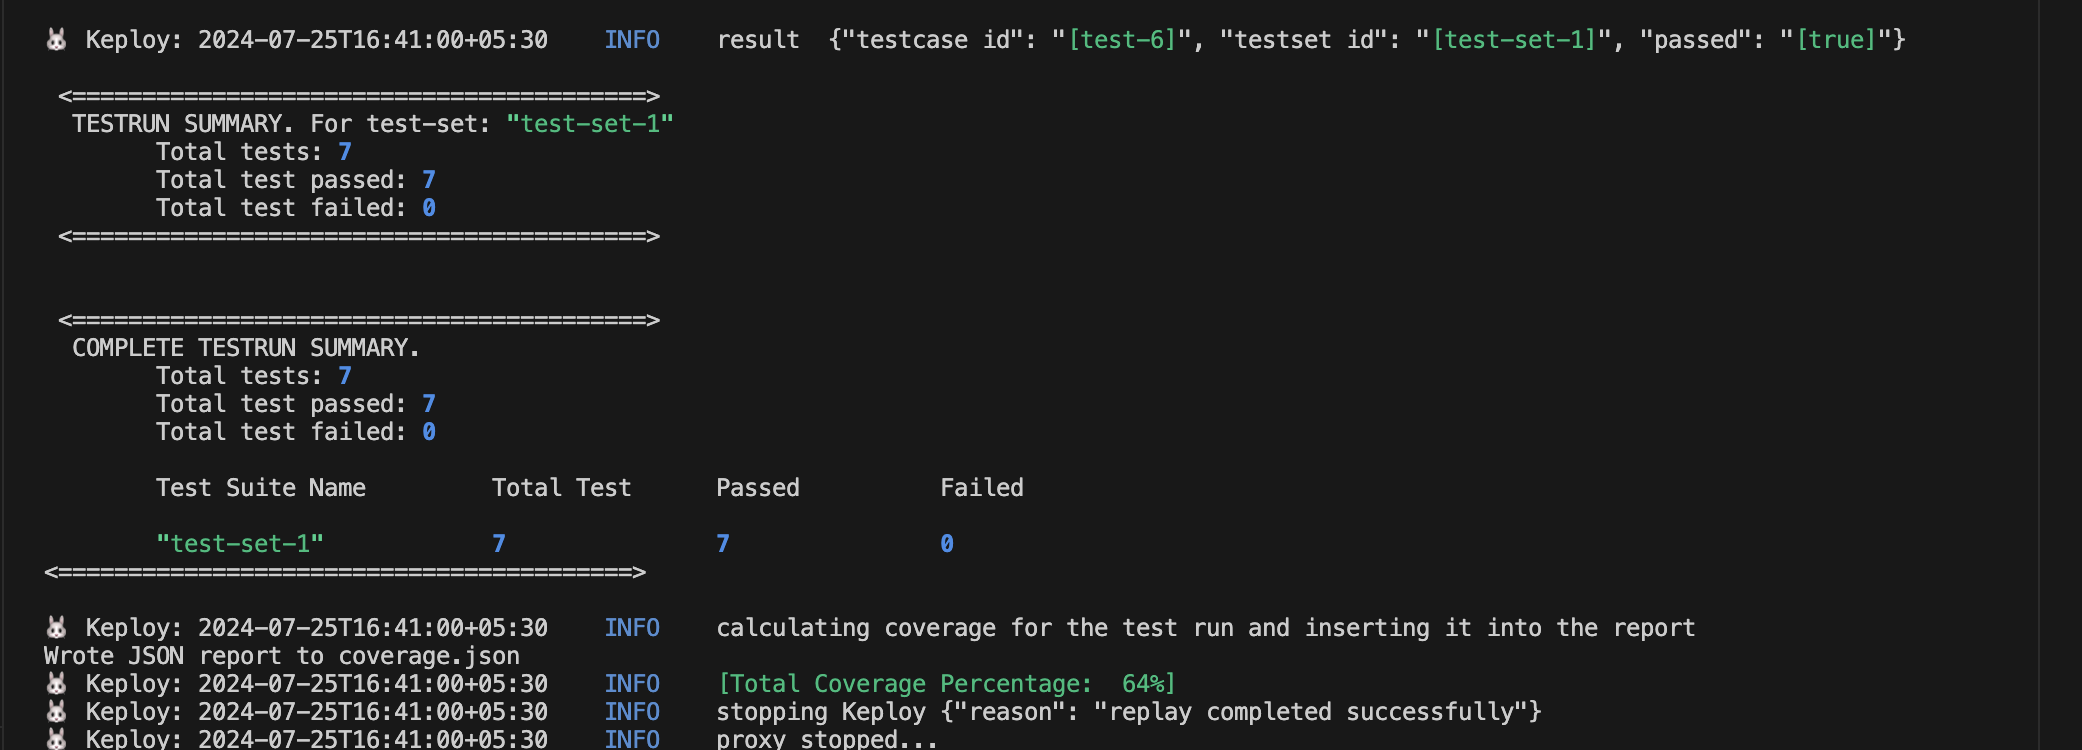 🐰 Keploy: 2024-07-25T16:41:00+05:30 INFO result {"testcase id": "[test-6]", "testset id": "[test-set-1]", "passed": "[true]"}
<=========================================>
TESTRUN SUMMARY. For test-set: "test-set-1"
Total tests: 7
Total test passed: 7
Total test failed: 0
<=========================================>
<=========================================>
COMPLETE TESTRUN SUMMARY.
Total tests: 7
Total test passed: 7
Total test failed: 0
Test Suite Name Total Test Passed Failed
"test-set-1" 7 7 0
<=========================================>
🐰 Keploy: 2024-07-25T16:41:00+05:30 INFO calculating coverage for the test run and inserting it into the report
Wrote JSON report to coverage.json
🐰 Keploy: 2024-07-25T16:41:00+05:30 INFO [Total Coverage Percentage:  64%]
🐰 Keploy: 2024-07-25T16:41:00+05:30 INFO stopping Keploy {"reason": "replay completed successfully"}
🐰 Keploy: 2024-07-25T16:41:00+05:30 INFO proxy stopped...